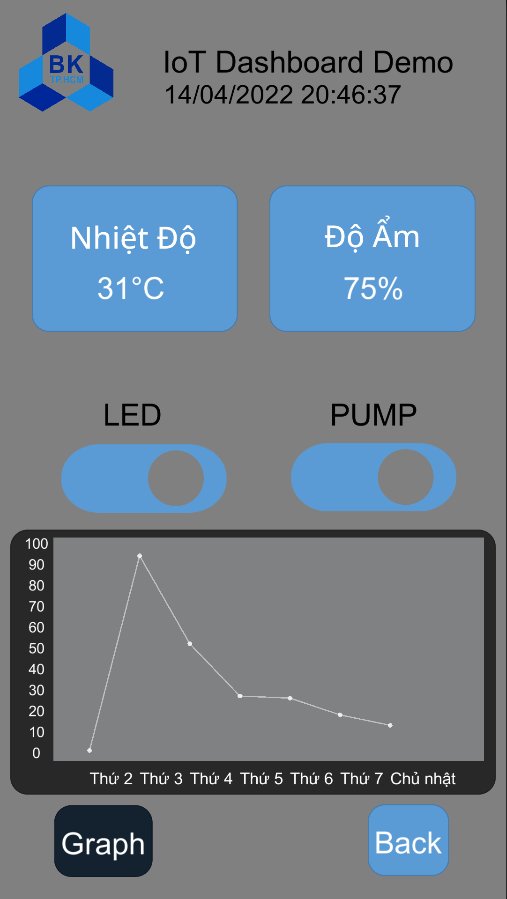 BK
TP.HCM
IoT Dashboard Demo
14/04/2022 20:46:37
Nhiệt Độ
31°C
Độ Ẩm
75%
LED
PUMP
100
90
80
70
60
50
40
30
20
10
0
Thứ 2 Thứ 3 Thứ 4 Thứ 5 Thứ 6 Thứ 7 Chủ nhật
Graph
Back